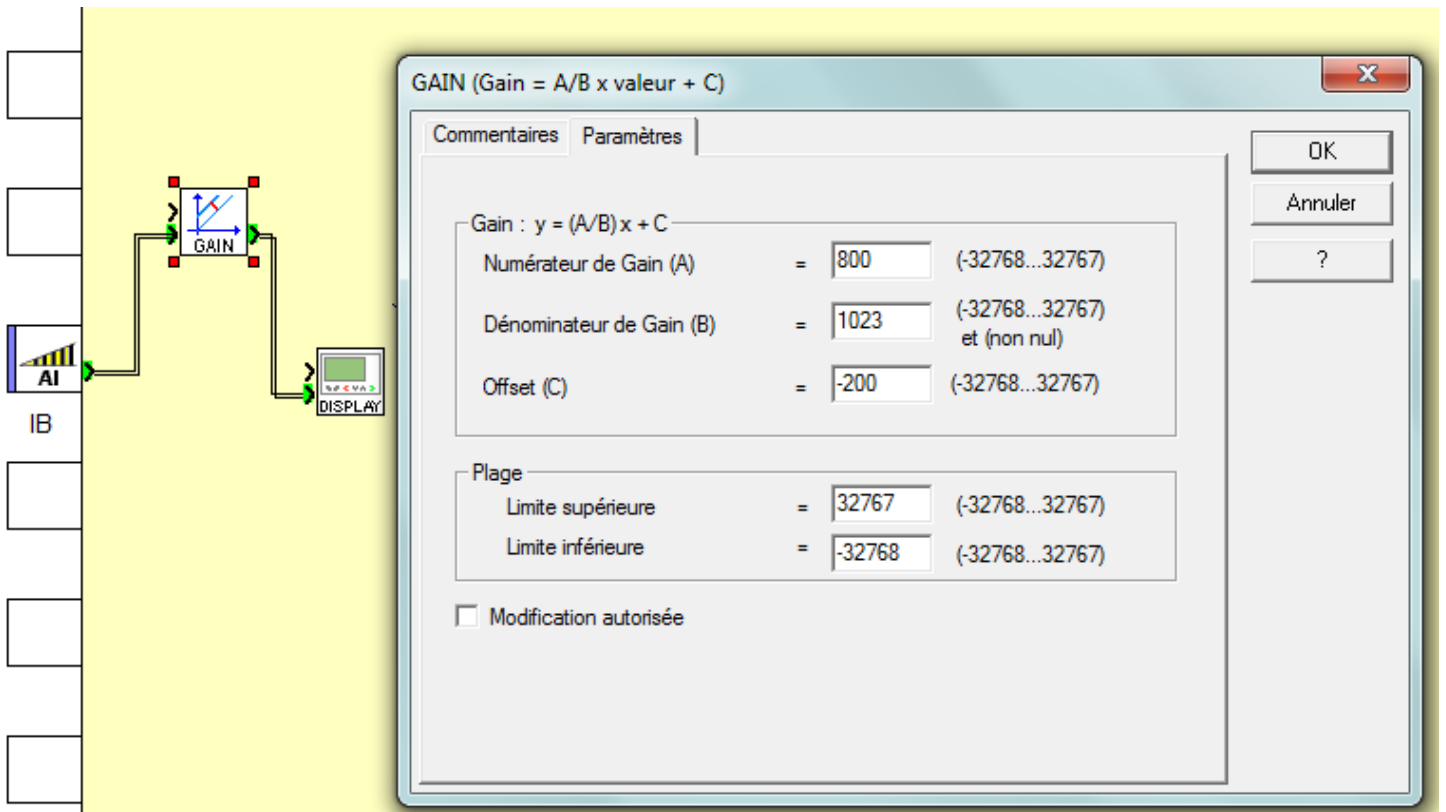 GAIN (Gain = A/B x valeur + C)
Commentaires Paramètres
OK
Annuler
?
Gain : y = (A/B) x + C
Numérateur de Gain (A) = 800 (-32768...32767)
Dénominateur de Gain (B) = 1023 (-32768...32767)
et (non nul)
Offset (C) = -200 (-32768...32767)
Plage
Limite supérieure = 32767 (-32768...32767)
Limite inférieure = -32768 (-32768...32767)
Modification autorisée
GAIN
AI
IB
DISPLAY